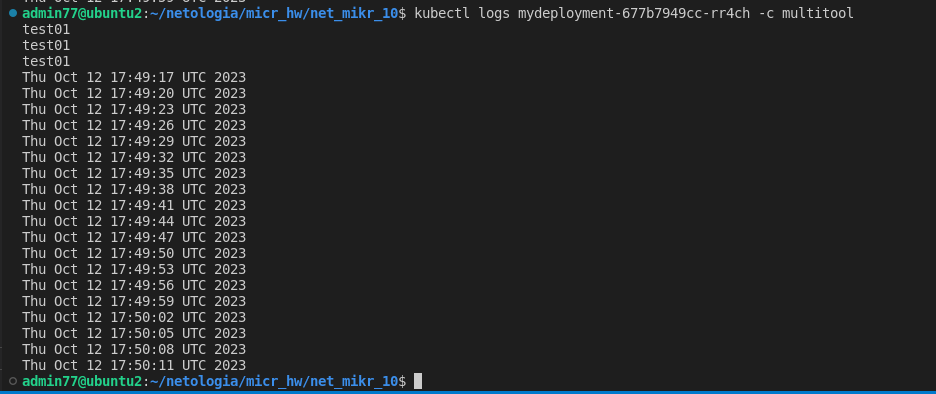 admin77@ubuntu2:~/netologia/micr_hw/net_mikr_10$ kubectl logs mydeployment-677b7949cc-rr4ch -c multitool
test01
test01
test01
Thu Oct 12 17:49:17 UTC 2023
Thu Oct 12 17:49:20 UTC 2023
Thu Oct 12 17:49:23 UTC 2023
Thu Oct 12 17:49:26 UTC 2023
Thu Oct 12 17:49:29 UTC 2023
Thu Oct 12 17:49:32 UTC 2023
Thu Oct 12 17:49:35 UTC 2023
Thu Oct 12 17:49:38 UTC 2023
Thu Oct 12 17:49:41 UTC 2023
Thu Oct 12 17:49:44 UTC 2023
Thu Oct 12 17:49:47 UTC 2023
Thu Oct 12 17:49:50 UTC 2023
Thu Oct 12 17:49:53 UTC 2023
Thu Oct 12 17:49:56 UTC 2023
Thu Oct 12 17:49:59 UTC 2023
Thu Oct 12 17:50:02 UTC 2023
Thu Oct 12 17:50:05 UTC 2023
Thu Oct 12 17:50:08 UTC 2023
Thu Oct 12 17:50:11 UTC 2023
admin77@ubuntu2:~/netologia/micr_hw/net_mikr_10$